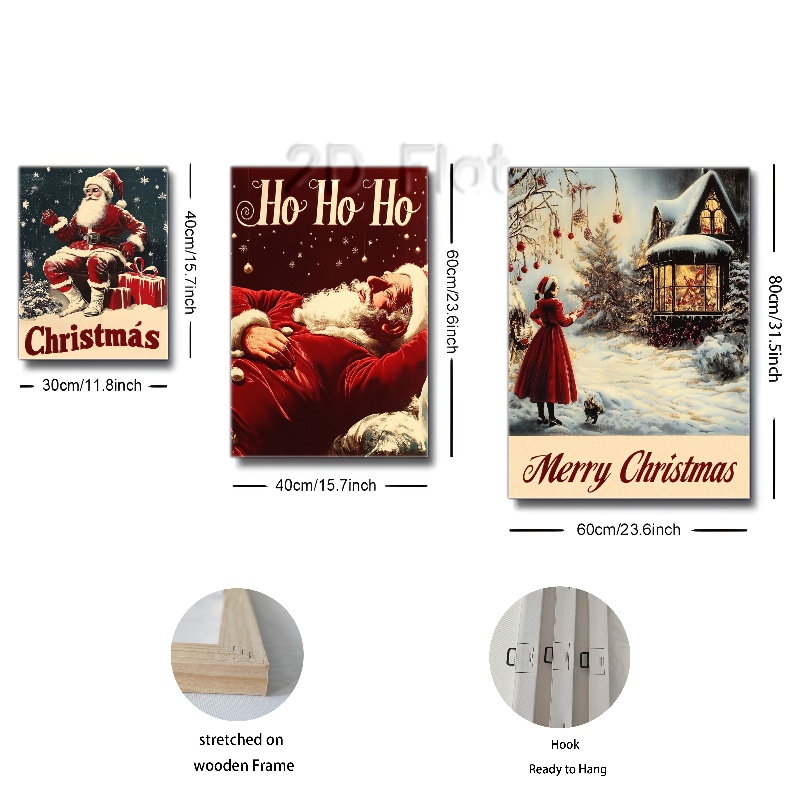 2D Flat
Ho Ho Ho
Christmás
Merry Christmas
40cm/15.7inch
30cm/11.8inch
60cm/23.6inch
40cm/15.7inch
80cm/31.5inch
60cm/23.6inch
stretched on
wooden Frame
Hook
Ready to Hang